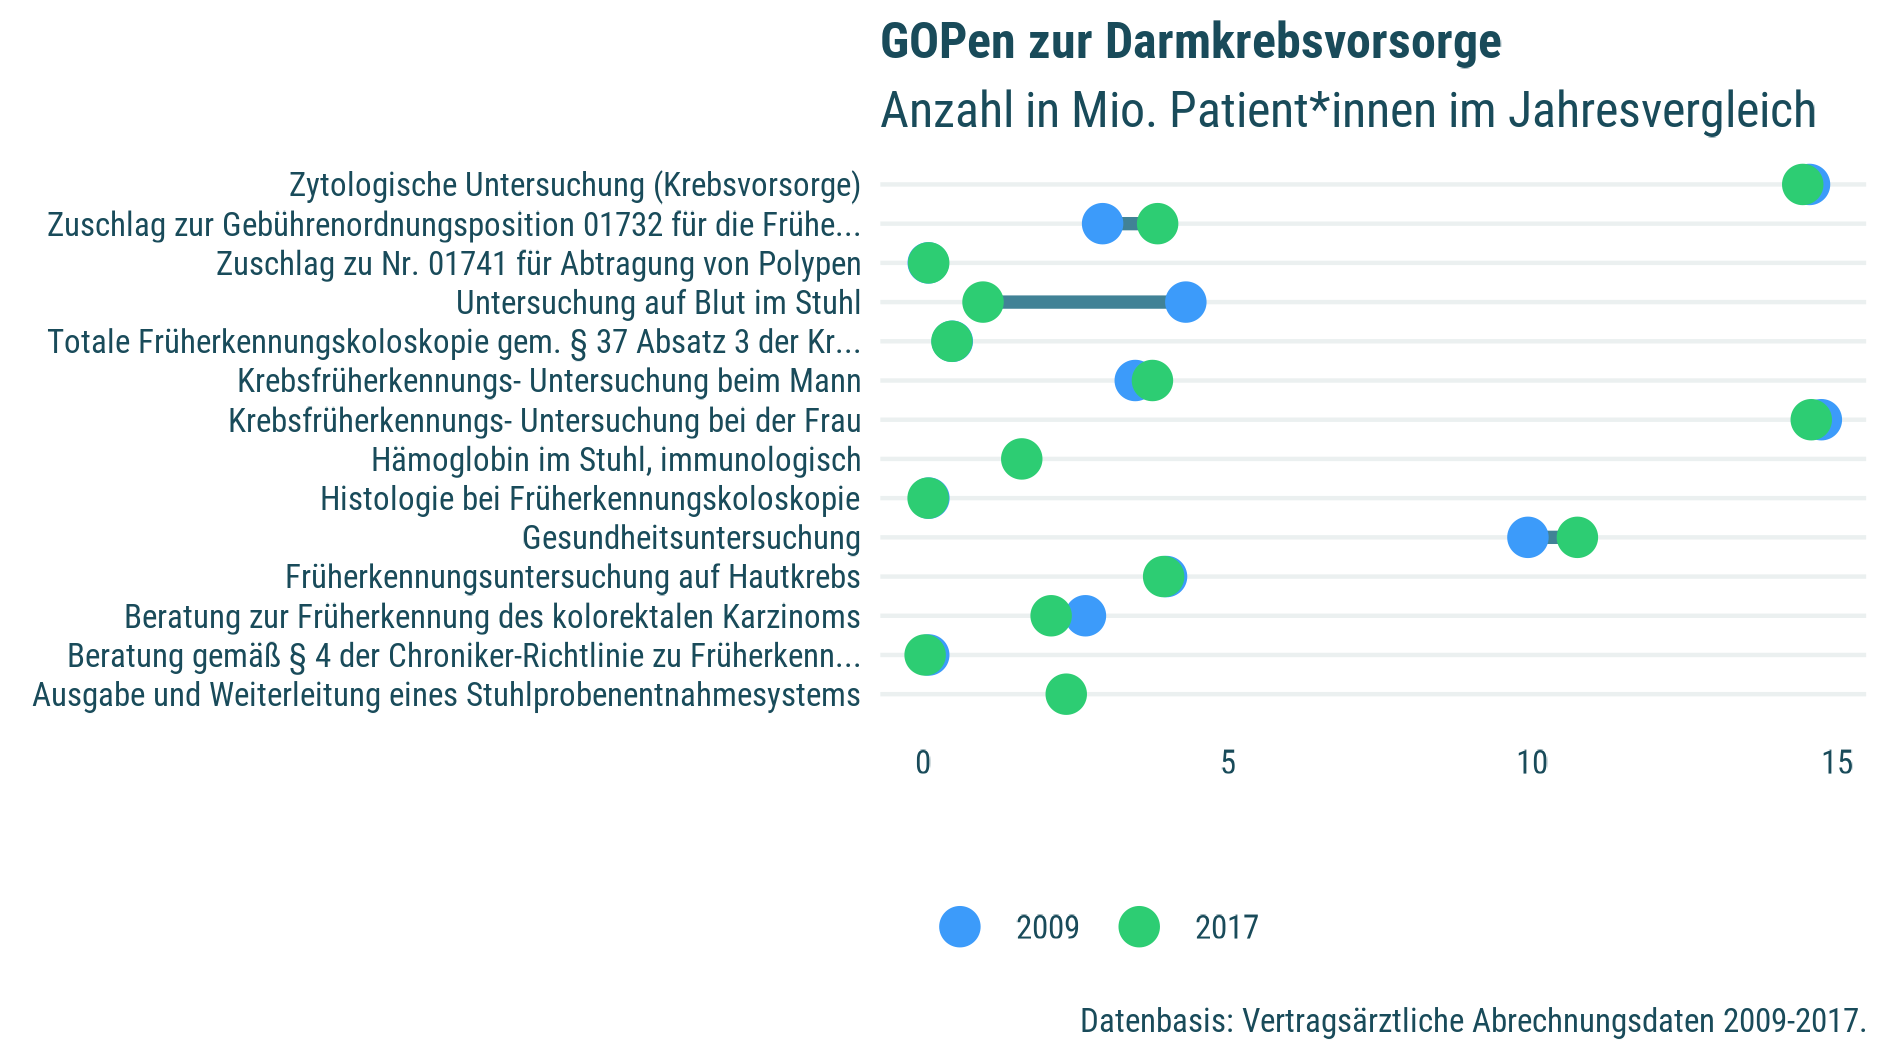 GOPen zur Darmkrebsvorsorge
Anzahl in Mio. Patient*innen im Jahresvergleich
Zytologische Untersuchung (Krebsvorsorge)
Zuschlag zur Gebührenordnungsposition 01732 für die Frühe...
Zuschlag zu Nr. 01741 für Abtragung von Polypen
Untersuchung auf Blut im Stuhl
Totale Früherkennungskoloskopie gem. § 37 Absatz 3 der Kr...
Krebsfrüherkennungs- Untersuchung beim Mann
Krebsfrüherkennungs- Untersuchung bei der Frau
Hämoglobin im Stuhl, immunologisch
Histologie bei Früherkennungskoloskopie
Gesundheitsuntersuchung
Früherkennungsuntersuchung auf Hautkrebs
Beratung zur Früherkennung des kolorektalen Karzinoms
Beratung gemäß § 4 der Chroniker-Richtlinie zu Früherkenn...
Ausgabe und Weiterleitung eines Stuhlprobenentnahmesystems
0 5 10 15
2009 2017
Datenbasis: Vertragsärztliche Abrechnungsdaten 2009-2017.